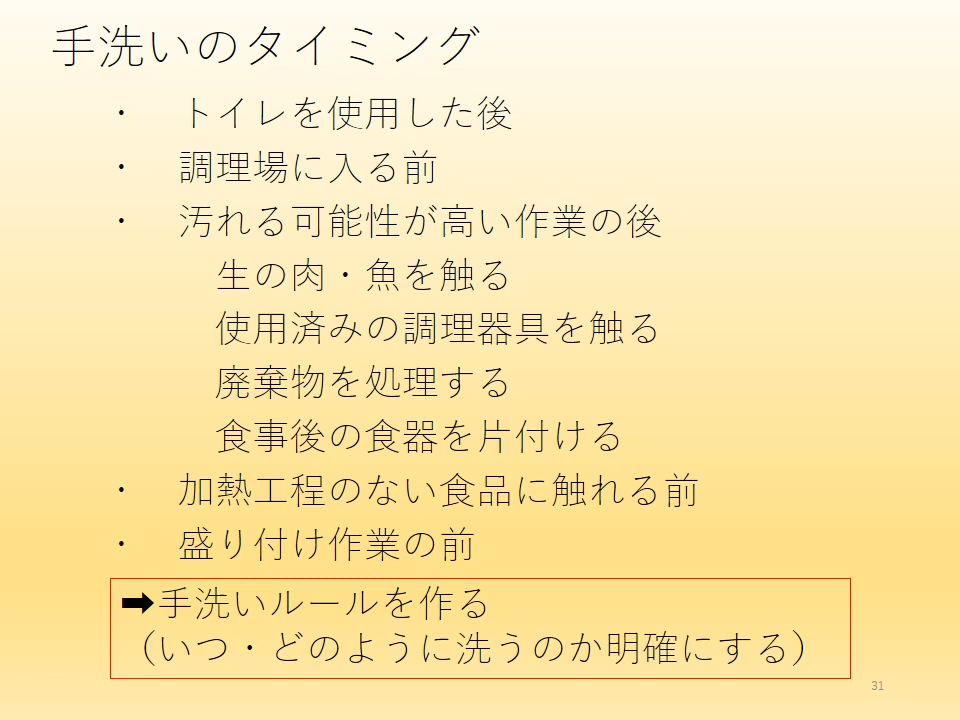 手洗いのタイミング
・　トイレを使用した後
・　調理場に入る前
・　汚れる可能性が高い作業の後
生の肉・魚を触る
使用済みの調理器具を触る
廃棄物を処理する
食事後の食器を片付ける
・　加熱工程のない食品に触れる前
・　盛り付け作業の前
➡手洗いルールを作る
（いつ・どのように洗うのか明確にする）
31